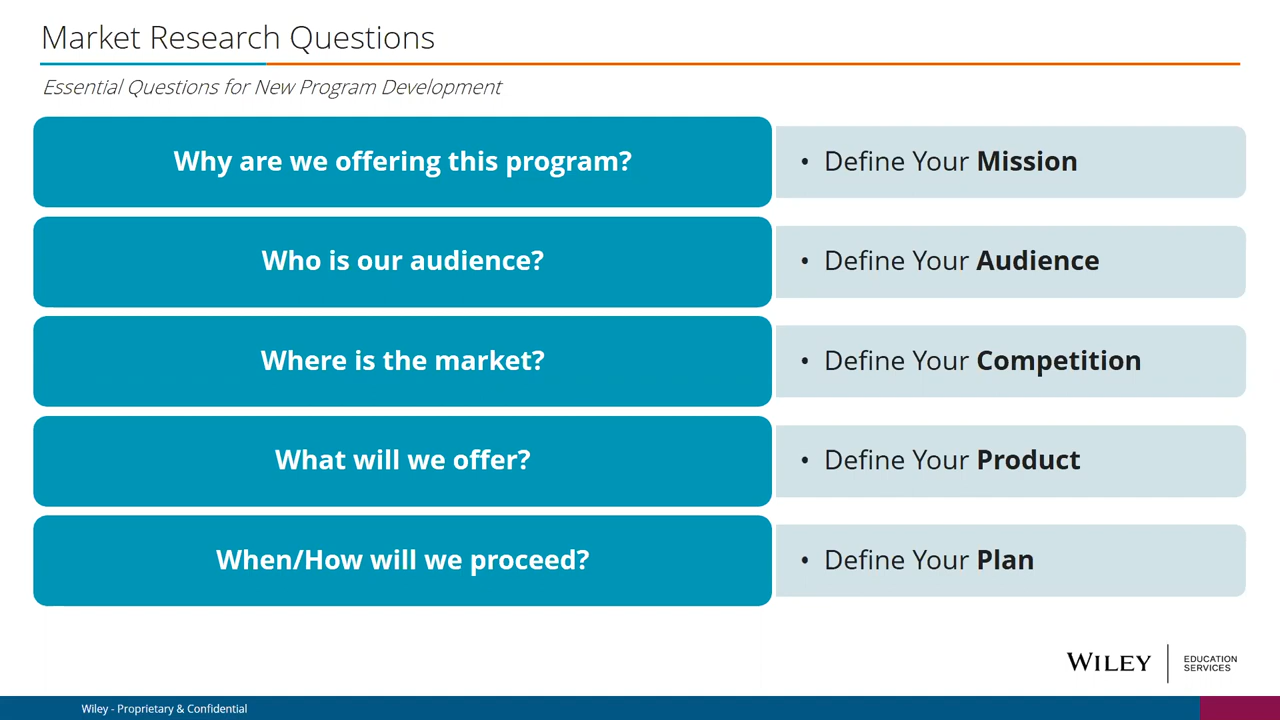 Market Research Questions
Essential Questions for New Program Development
Why are we offering this program?
• Define Your Mission
Who is our audience?
• Define Your Audience
Where is the market?
• Define Your Competition
What will we offer?
• Define Your Product
When/How will we proceed?
• Define Your Plan
WILEY
EDUCATION
SERVICES
Wiley - Proprietary & Confidential